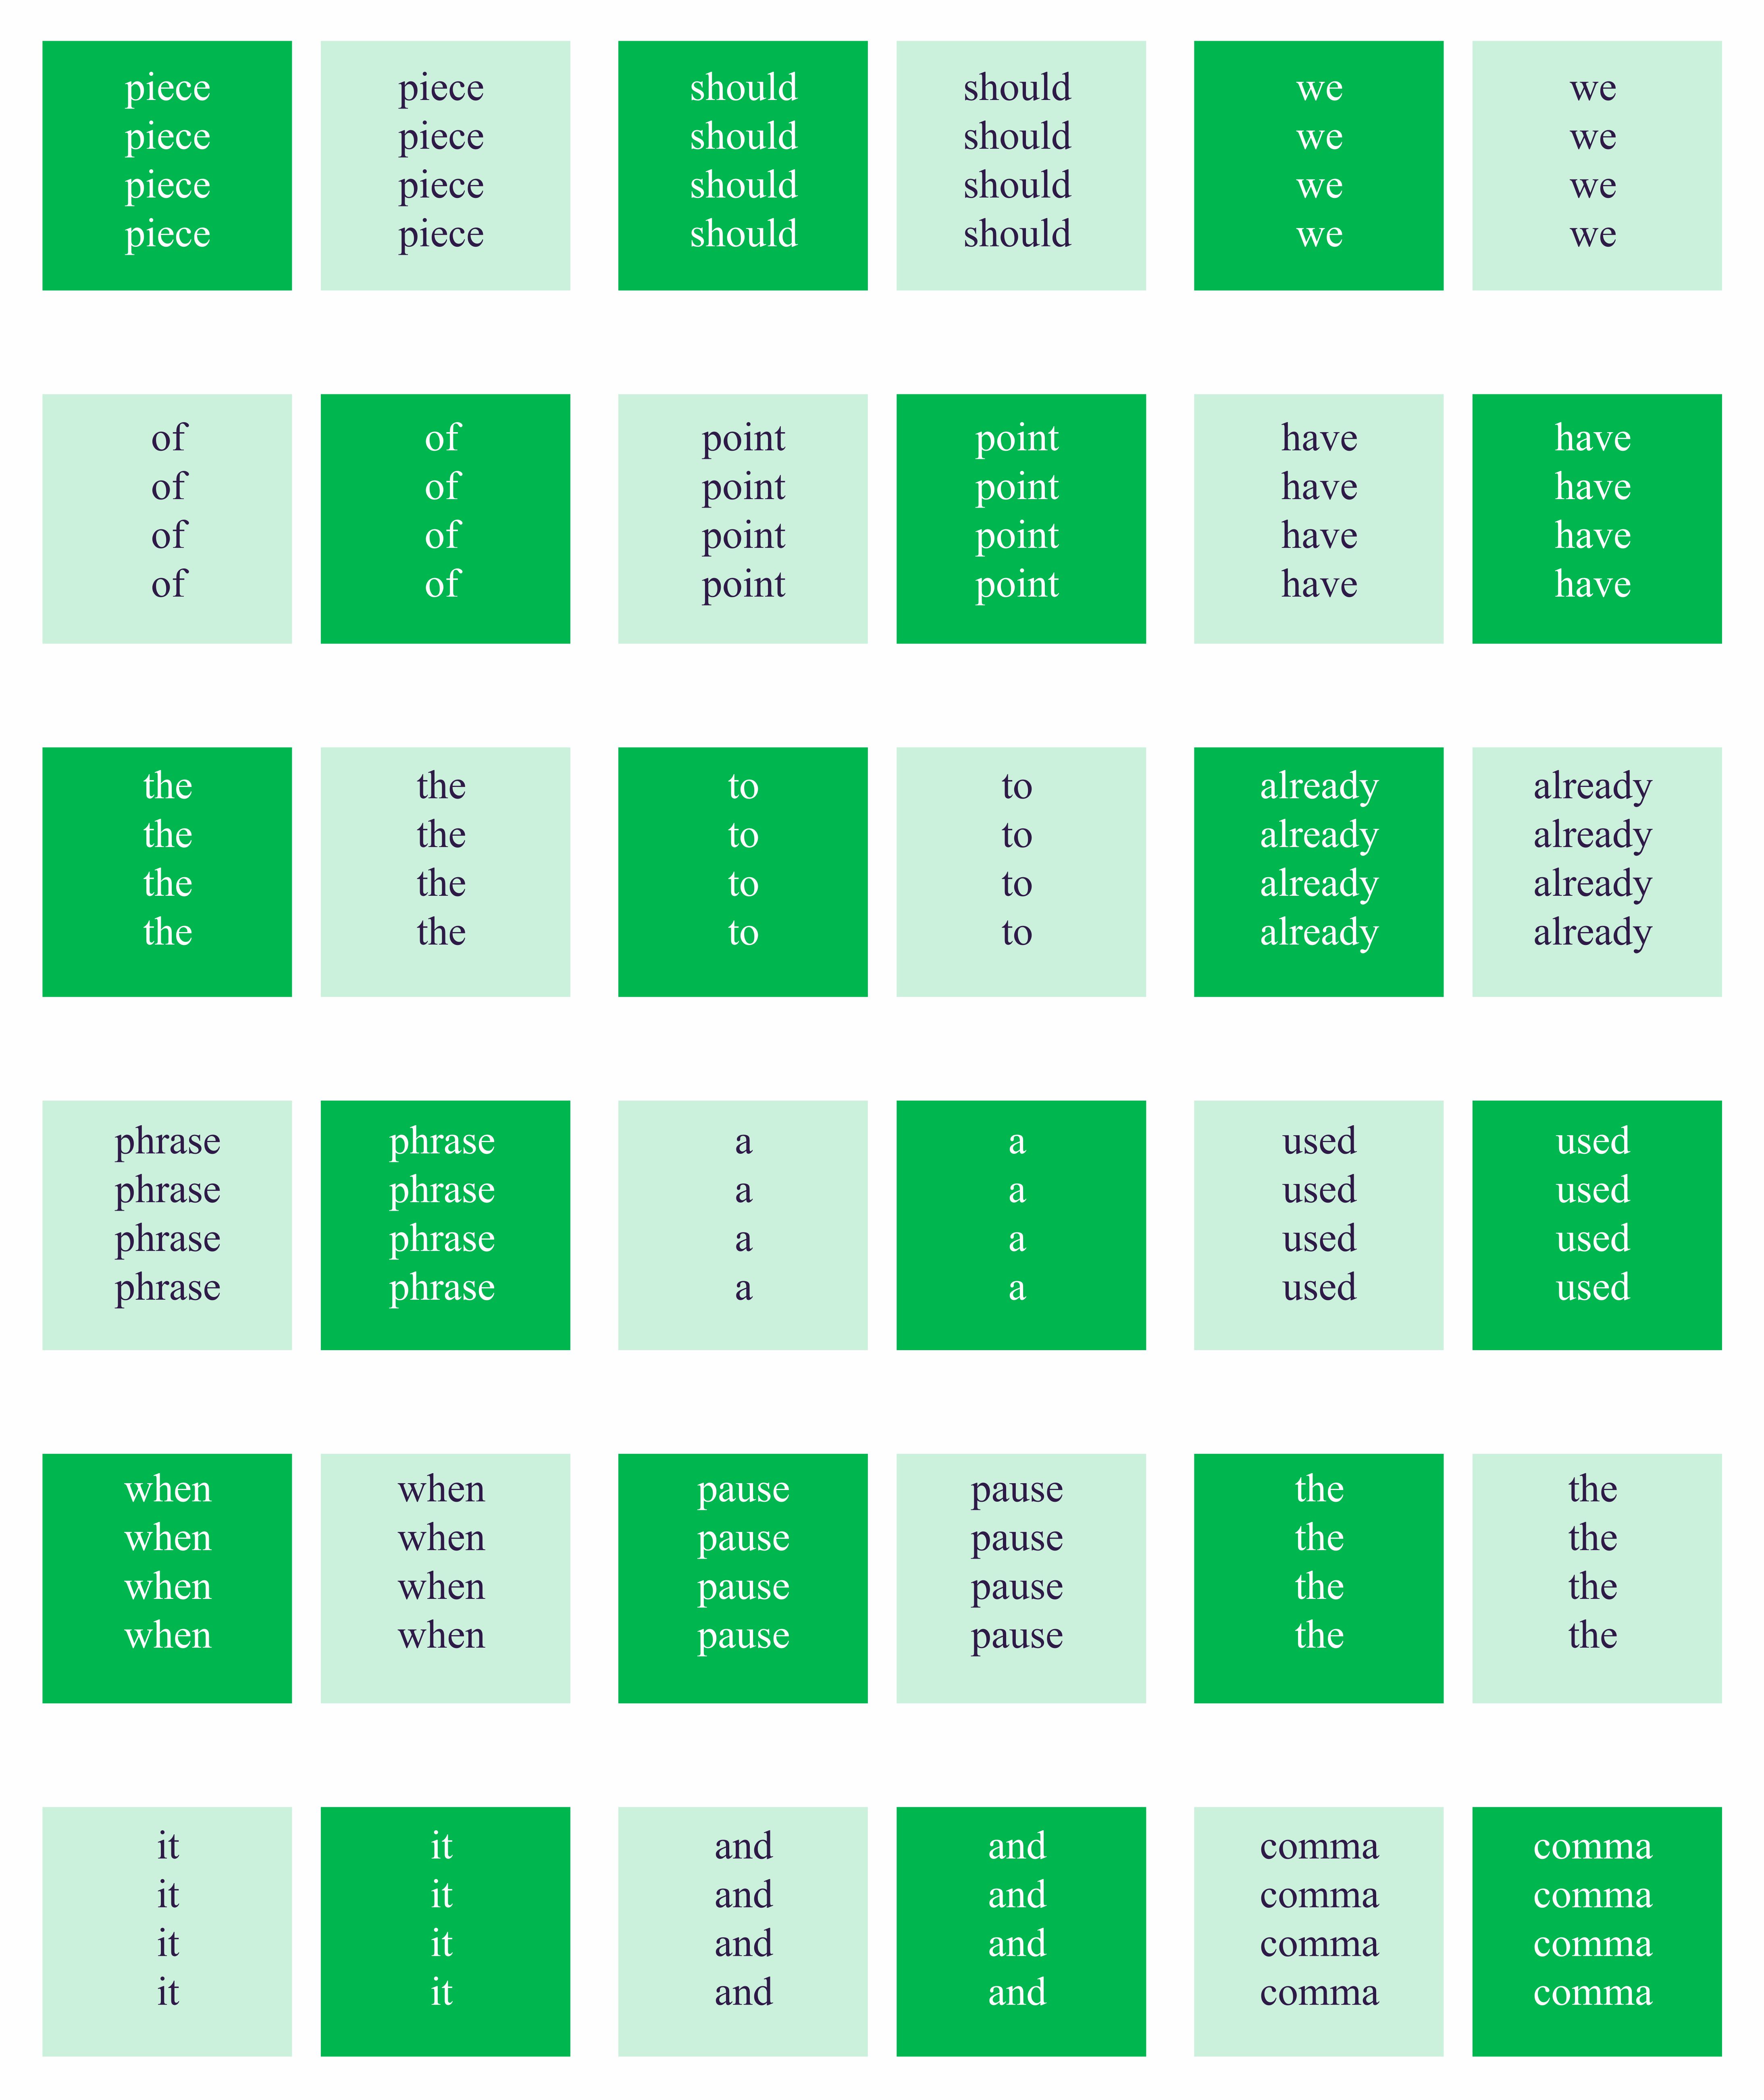 piece
piece
piece
piece
piece
piece
piece
piece
should
should
should
should
should
should
should
should
we
we
we
we
we
we
we
we
of
of
of
of
of
of
of
of
point
point
point
point
point
point
point
point
have
have
have
have
have
have
have
have
the
the
the
the
the
the
the
the
to
to
to
to
to
to
to
to
already
already
already
already
already
already
already
already
phrase
phrase
phrase
phrase
phrase
phrase
phrase
phrase
a
a
a
a
a
a
a
a
used
used
used
used
used
used
used
used
when
when
when
when
when
when
when
when
pause
pause
pause
pause
pause
pause
pause
pause
the
the
the
the
the
the
the
the
it
it
it
it
it
it
it
it
and
and
and
and
and
and
and
and
comma
comma
comma
comma
comma
comma
comma
comma